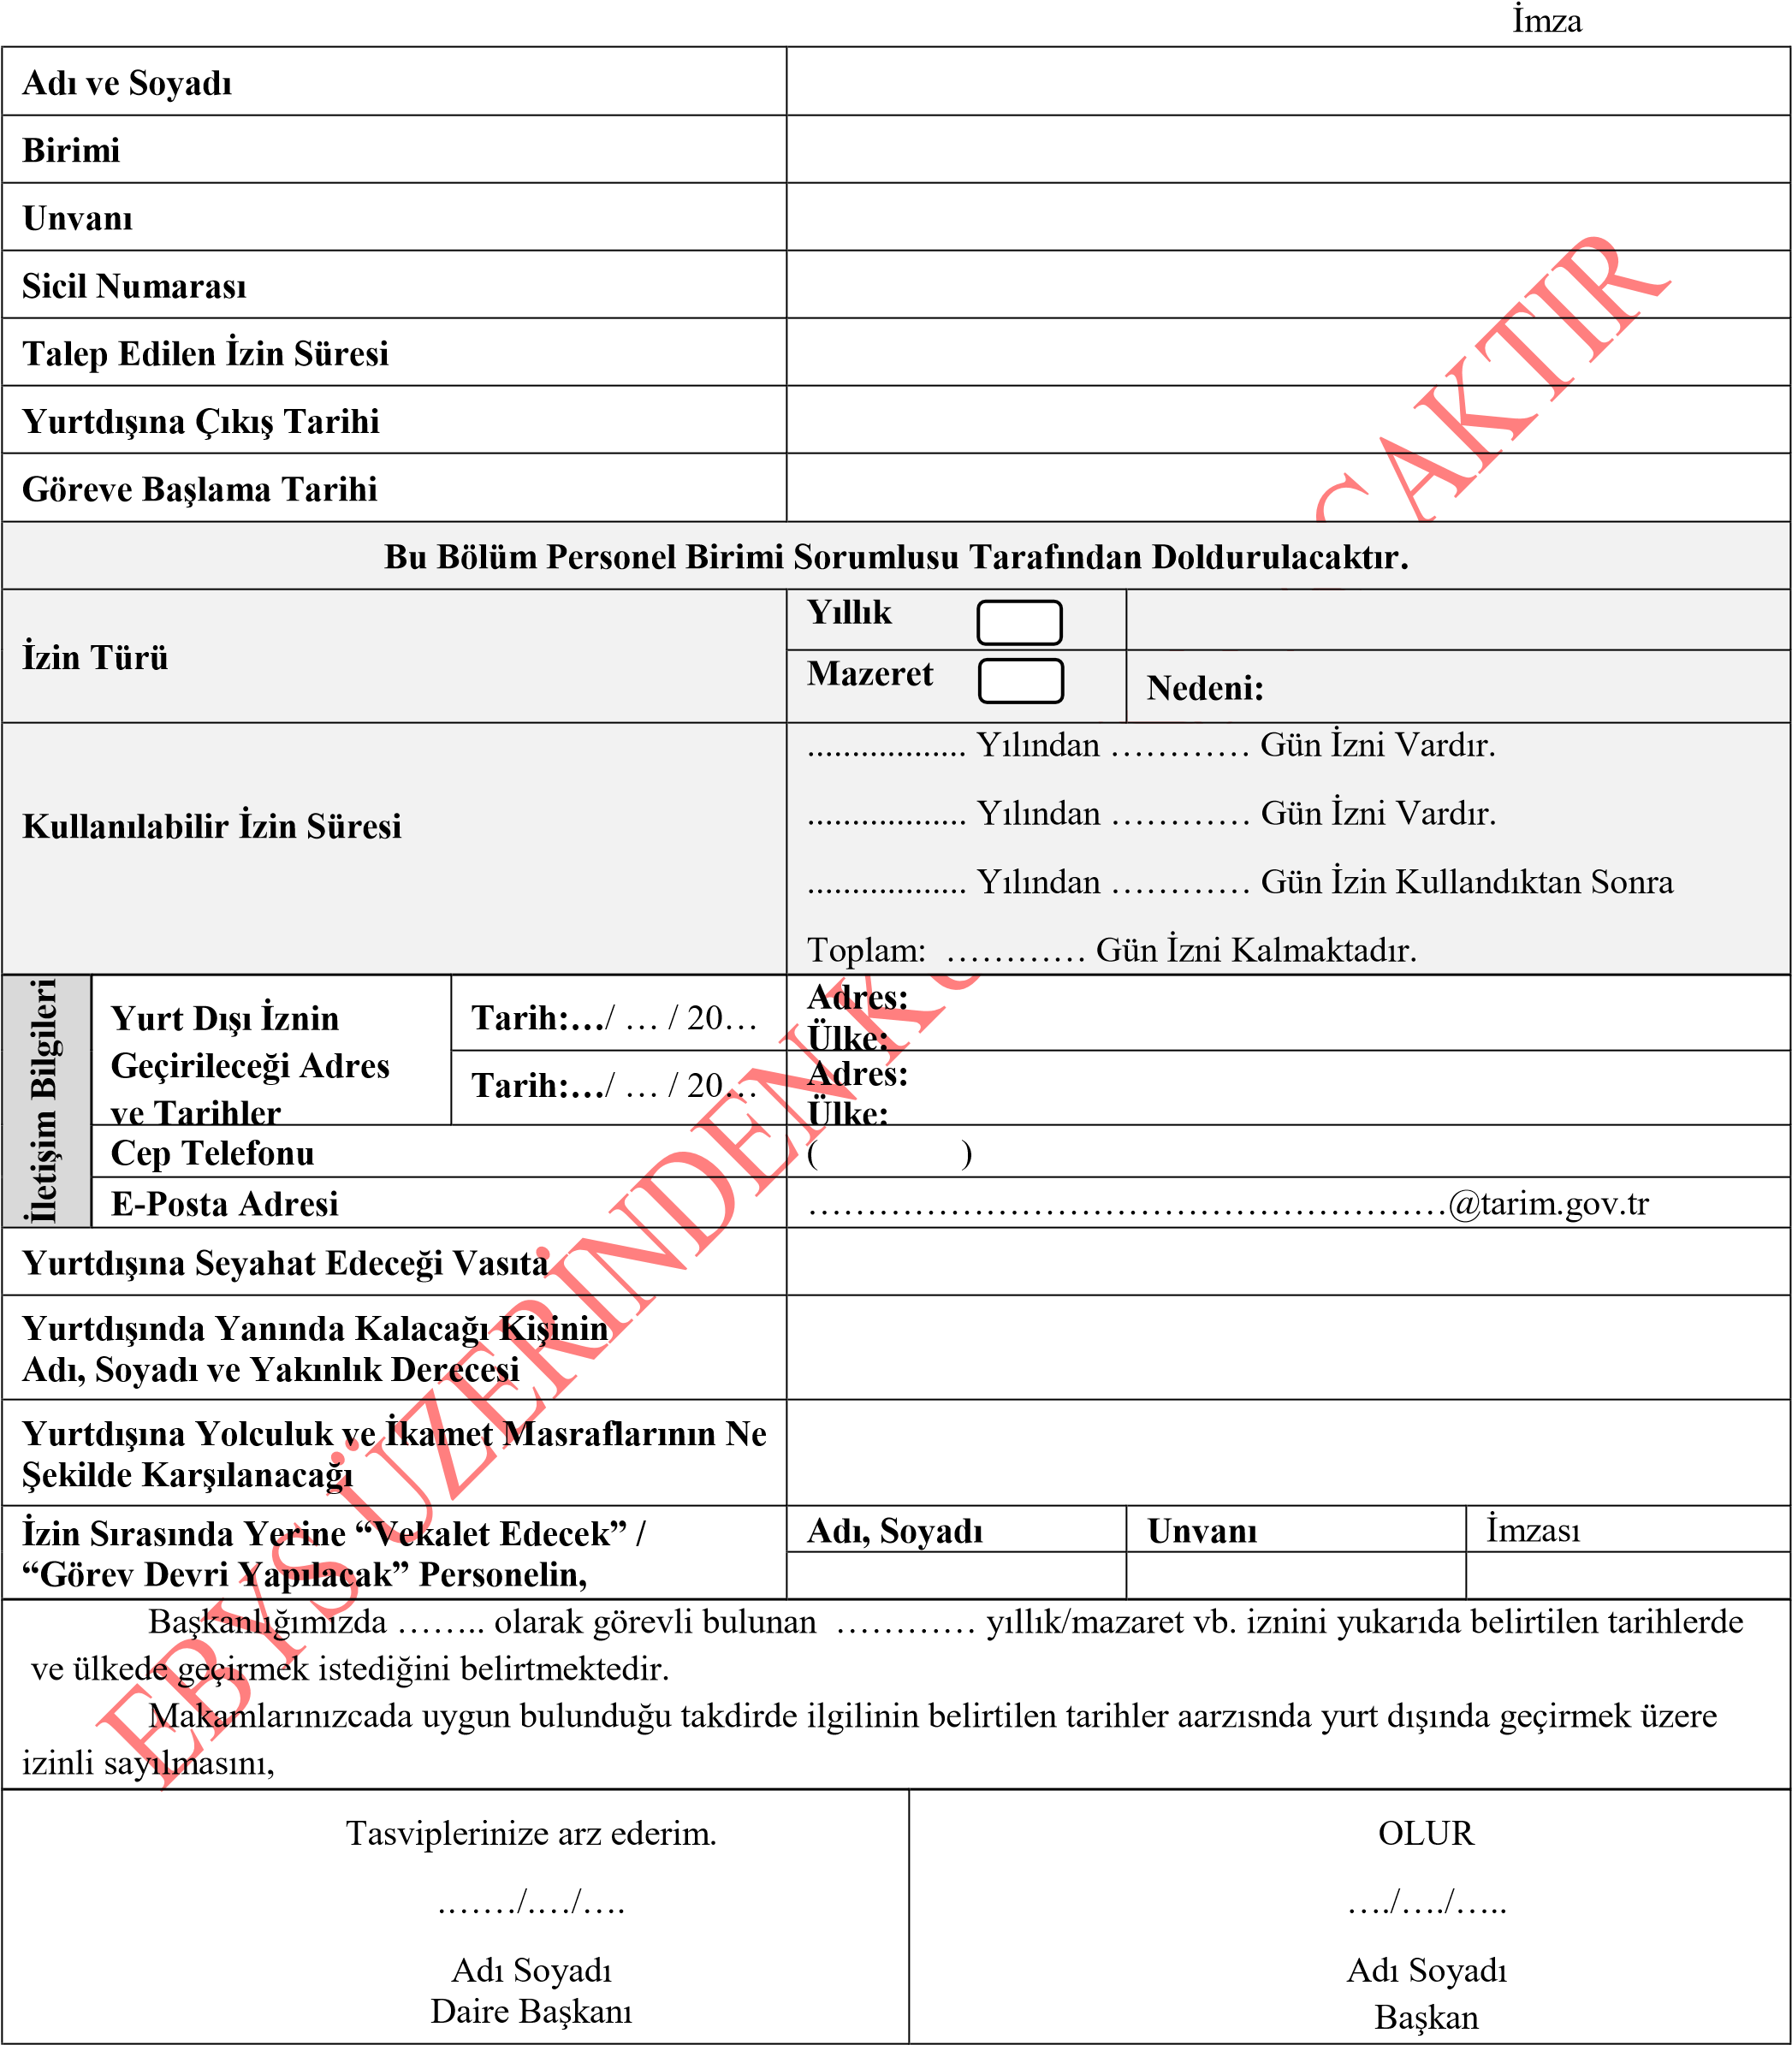 İmza
Adı ve Soyadı
Birimi
Unvanı
Sicil Numarası
Talep Edilen İzin Süresi
Yurtdışına Çıkış Tarihi
Göreve Başlama Tarihi
Bu Bölüm Personel Birimi Sorumlusu Tarafından Doldurulacaktır.
İzin Türü
Yıllık
Mazeret
Nedeni:
Kullanılabilir İzin Süresi
.................. Yılından ………… Gün İzni Vardır.
.................. Yılından ………… Gün İzni Vardır.
.................. Yılından ………… Gün İzin Kullandıktan Sonra
Toplam: ………… Gün İzni Kalmaktadır.
İletişim Bilgileri
Yurt Dışı İznin
Geçirileceği Adres
ve Tarihler
Tarih:…/ … / 20…
Adres:
Ülke:
Tarih:…/ … / 20…
Adres:
Ülke:
Cep Telefonu
( )
E-Posta Adresi
………………………………………………@tarim.gov.tr
Yurtdışına Seyahat Edeceği Vasıta
Yurtdışında Yanında Kalacağı Kişinin
Adı, Soyadı ve Yakınlık Derecesi
Yurtdışına Yolculuk ve İkamet Masraflarının Ne
Şekilde Karşılanacağı
İzin Sırasında Yerine “Vekalet Edecek” /
“Görev Devri Yapılacak” Personelin,
Adı, Soyadı
Unvanı
İmzası
Başkanlığımızda …….. olarak görevli bulunan ………… yıllık/mazaret vb. iznini yukarıda belirtilen tarihlerde
ve ülkede geçirmek istediğini belirtmektedir.
Makamlarınızcada uygun bulunduğu takdirde ilgilinin belirtilen tarihler aarzısnda yurt dışında geçirmek üzere
izinli sayılmasını,
Tasviplerinize arz ederim.
.……/.…/….
Adı Soyadı
Daire Başkanı
OLUR
…./…./…..
Adı Soyadı
Başkan
EBYS ÜZERİNDEN